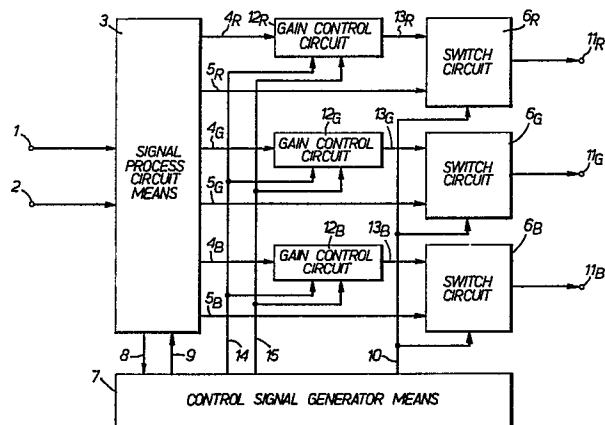 3
4R
12R
GAIN CONTROL
CIRCUIT
13R
6R
SWITCH
CIRCUIT
11R
5R
1
SIGNAL
PROCESS
CIRCUIT
MEANS
4G
12G
GAIN CONTROL
CIRCUIT
13G
6G
SWITCH
CIRCUIT
11G
2
5G
4B
12B
GAIN CONTROL
CIRCUIT
13B
6B
SWITCH
CIRCUIT
11B
5B
8
9
14
15
10
7
CONTROL SIGNAL GENERATOR MEANS